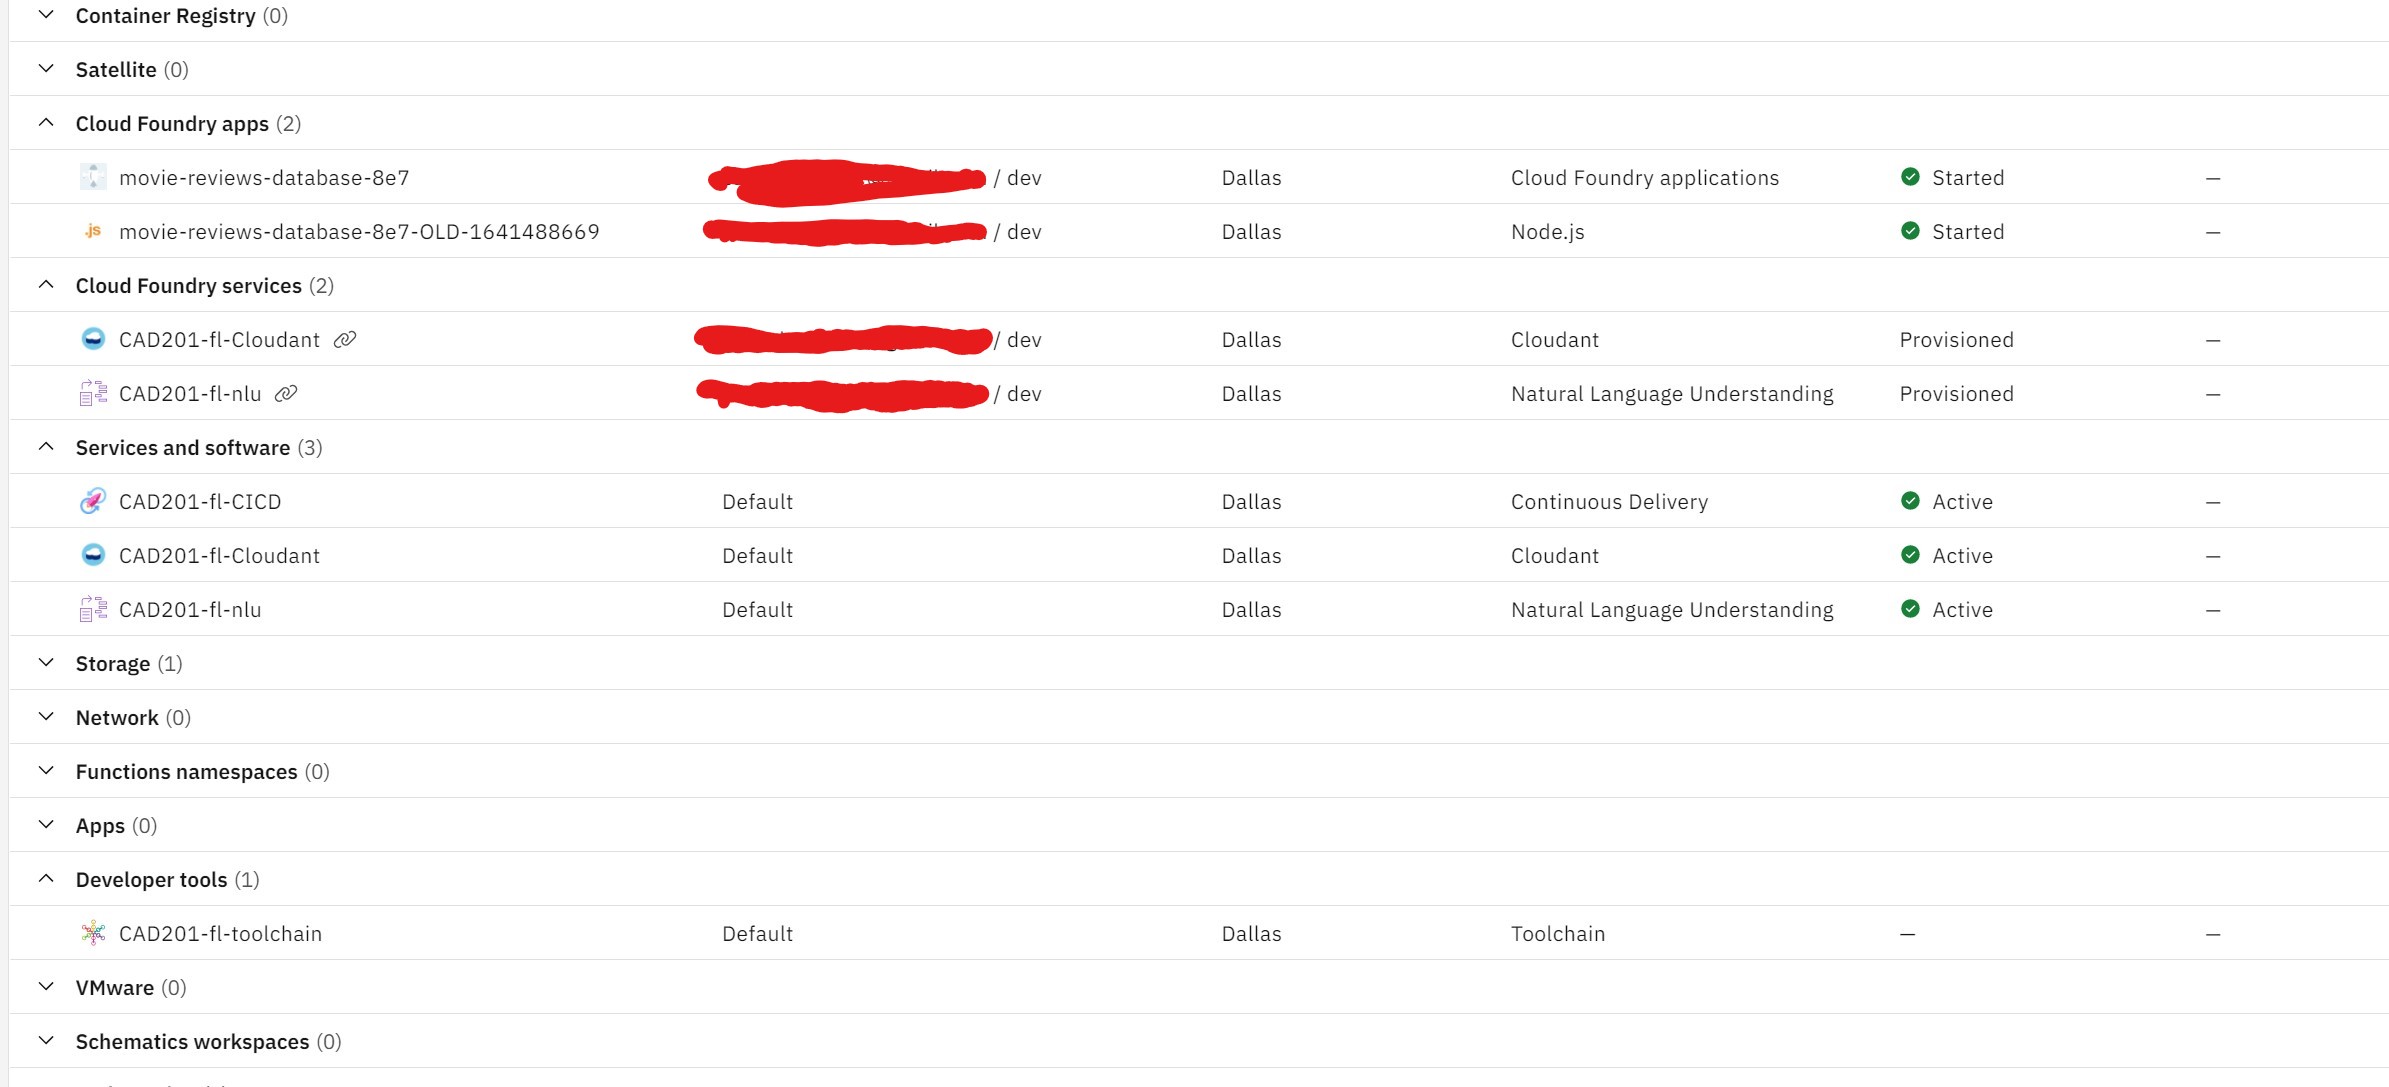 Container Registry (0)
Satellite (0)
Cloud Foundry apps (2)
movie-reviews-database-8e7 / dev Dallas Cloud Foundry applications Started —
.js movie-reviews-database-8e7-OLD-1641488669 / dev Dallas Node.js Started —
Cloud Foundry services (2)
CAD201-fl-Cloudant / dev Dallas Cloudant Provisioned —
CAD201-fl-nlu / dev Dallas Natural Language Understanding Provisioned —
Services and software (3)
CAD201-fl-CICD Default Dallas Continuous Delivery Active —
CAD201-fl-Cloudant Default Dallas Cloudant Active —
CAD201-fl-nlu Default Dallas Natural Language Understanding Active —
Storage (1)
Network (0)
Functions namespaces (0)
Apps (0)
Developer tools (1)
CAD201-fl-toolchain Default Dallas Toolchain — —
VMware (0)
Schematics workspaces (0)